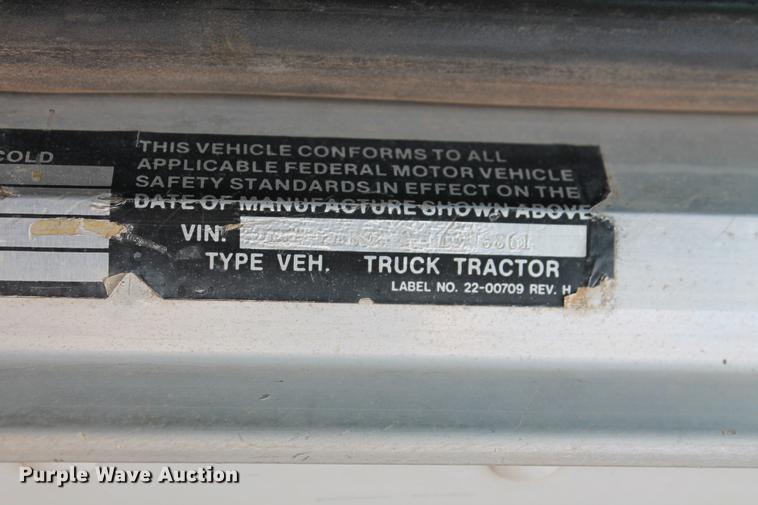 COLD
THIS VEHICLE CONFORMS TO ALL
APPLICABLE FEDERAL MOTOR VEHICLE
SAFETY STANDARDS IN EFFECT ON THE
DATE OF MANUFACTURE SHOWN ABOVE
VIN.
TYPE VEH. TRUCK TRACTOR
LABEL NO. 22-00709 REV. H
Purple Wave Auction